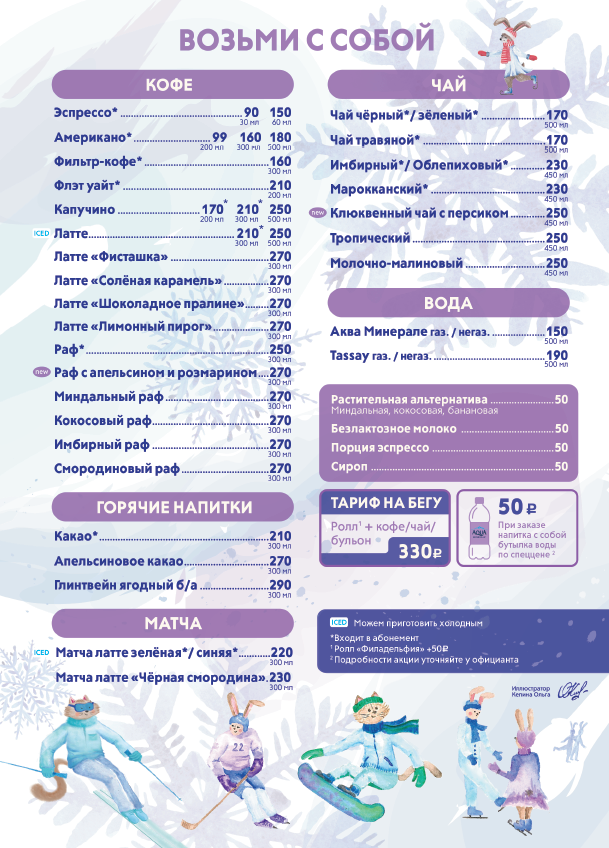 ВОЗЬМИ С СОБОЙ
КОФЕ
Эспрессо* 90 150
30 мл 60 мл
Американо* 99 160 180
200 мл 300 мл 500 мл
Фильтр-кофе* 160
300 мл
Флэт уайт* 210
200 мл
Капучино 170* 210* 250
200 мл 300 мл 500 мл
ICED Латте 210* 250
300 мл 500 мл
Латте «Фисташка» 270
300 мл
Латте «Солёная карамель» 270
300 мл
Латте «Шоколадное пралине» 270
300 мл
Латте «Лимонный пирог» 270
300 мл
Раф* 250
300 мл
new Раф с апельсином и розмарином 270
300 мл
Миндальный раф 270
300 мл
Кокосовый раф 270
300 мл
Имбирный раф 270
300 мл
Смородиновый раф 270
300 мл
ГОРЯЧИЕ НАПИТКИ
Какао* 210
300 мл
Апельсиновое какао 270
300 мл
Глинтвейн ягодный б/а 290
300 мл
МАТЧА
ICED Матча латте зелёная*/ синяя* 220
300 мл
Матча латте «Чёрная смородина» 230
300 мл
ЧАЙ
Чай чёрный*/ зёленый* 170
500 мл
Чай травяной* 170
500 мл
Имбирный*/ Облепиховый* 230
450 мл
Марокканский* 230
450 мл
new Клюквенный чай с персиком 250
450 мл
Тропический 250
450 мл
Молочно-малиновый 250
450 мл
ВОДА
Аква Минерале газ. / негаз. 150
500 мл
Tassay газ. / негаз. 190
500 мл
Растительная альтернатива 50
Миндальная, кокосовая, банановая
Безлактозное молоко 50
Порция эспрессо 50
Сироп 50
ТАРИФ НА БЕГУ
Ролл¹ + кофе/чай/
бульон
330₽
AQUA
50 ₽
При заказе
напитка с собой
бутылка воды
по спеццене ²
ICED Можем приготовить холодным
*Входит в абонемент
¹ Ролл «Филадельфия» +50₽
² Подробности акции уточняйте у официанта
Иллюстратор
Кепина Ольга
22